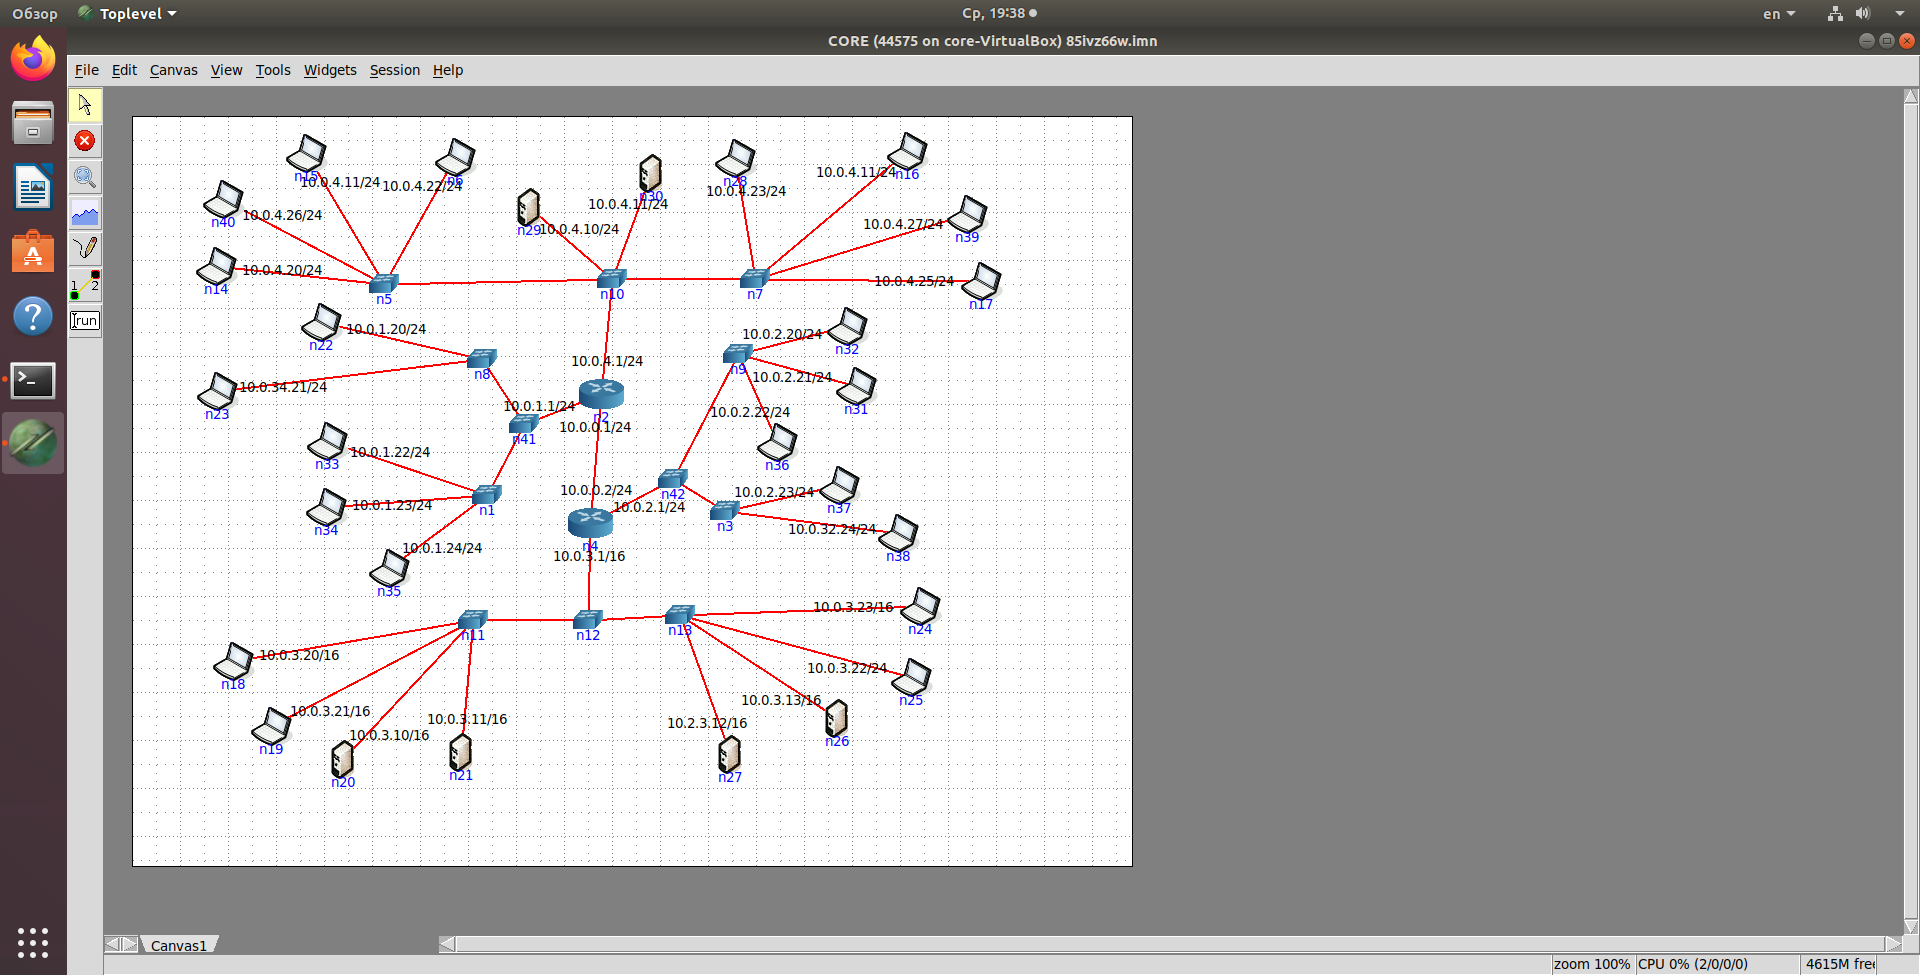 Обзор
Toplevel
Ср, 19:38
en
CORE (44575 on core-VirtualBox) 85ivz66w.imn
File Edit Canvas View Tools Widgets Session Help
1 2
run
n15
10.0.4.11/24
n6
10.0.4.22/24
n40
10.0.4.26/24
n14
10.0.4.20/24
n5
n29
10.0.4.10/24
n30
10.0.4.11/24
n10
n28
10.0.4.23/24
n16
10.0.4.11/24
n39
10.0.4.27/24
n17
10.0.4.25/24
n7
n22
10.0.1.20/24
n8
n23
10.0.34.21/24
10.0.4.1/24
n2
10.0.1.1/24
10.0.0.1/24
n41
n9
10.0.2.20/24
n32
10.0.2.21/24
n31
10.0.2.22/24
n36
n33
10.0.1.22/24
n34
10.0.1.23/24
n1
10.0.1.24/24
n35
10.0.0.2/24
n42
10.0.2.1/24
n4
10.0.3.1/16
n3
10.0.2.23/24
n37
10.0.32.24/24
n38
n11
n12
n13
10.0.3.23/16
n24
10.0.3.22/24
n25
10.0.3.13/16
n26
10.2.3.12/16
n27
10.0.3.20/16
n18
10.0.3.21/16
n19
10.0.3.10/16
n20
10.0.3.11/16
n21
Canvas1
zoom 100% CPU 0% (2/0/0/0) 4615M free